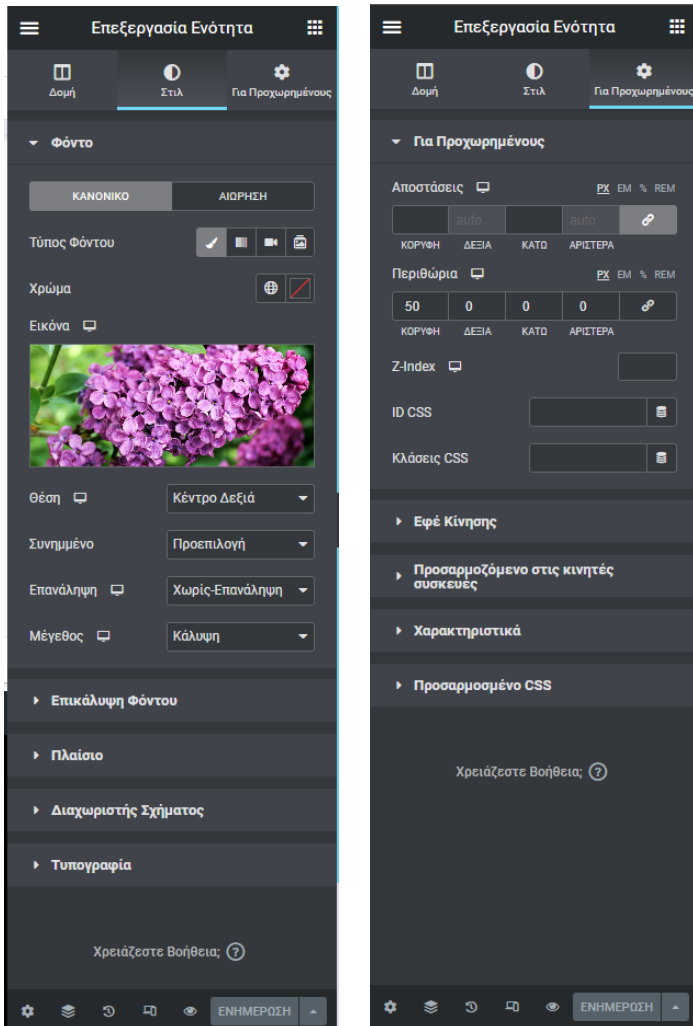 Επεξεργασία Ενότητα
Δομή
Στιλ
Για Προχωρημένους
Φόντο
ΚΑΝΟΝΙΚΟ
ΑΙΩΡΗΣΗ
Τύπος Φόντου
Χρώμα
Εικόνα
Θέση
Κέντρο Δεξιά
Συνημμένο
Προεπιλογή
Επανάληψη
Χωρίς-Επανάληψη
Μέγεθος
Κάλυψη
Επικάλυψη Φόντου
Πλαίσιο
Διαχωριστής Σχήματος
Τυπογραφία
Χρειάζεστε Βοήθεια; ?
ΕΝΗΜΕΡΩΣΗ
Επεξεργασία Ενότητα
Δομή
Στιλ
Για Προχωρημένους
Για Προχωρημένους
Αποστάσεις
PX EM % REM
auto auto
ΚΟΡΥΦΗ ΔΕΞΙΑ ΚΑΤΩ ΑΡΙΣΤΕΡΑ
Περιθώρια
PX EM % REM
50 0 0 0
ΚΟΡΥΦΗ ΔΕΞΙΑ ΚΑΤΩ ΑΡΙΣΤΕΡΑ
Z-Index
ID CSS
Κλάσεις CSS
Εφέ Κίνησης
Προσαρμοζόμενο στις κινητές
συσκευές
Χαρακτηριστικά
Προσαρμοσμένο CSS
Χρειάζεστε Βοήθεια; ?
ΕΝΗΜΕΡΩΣΗ